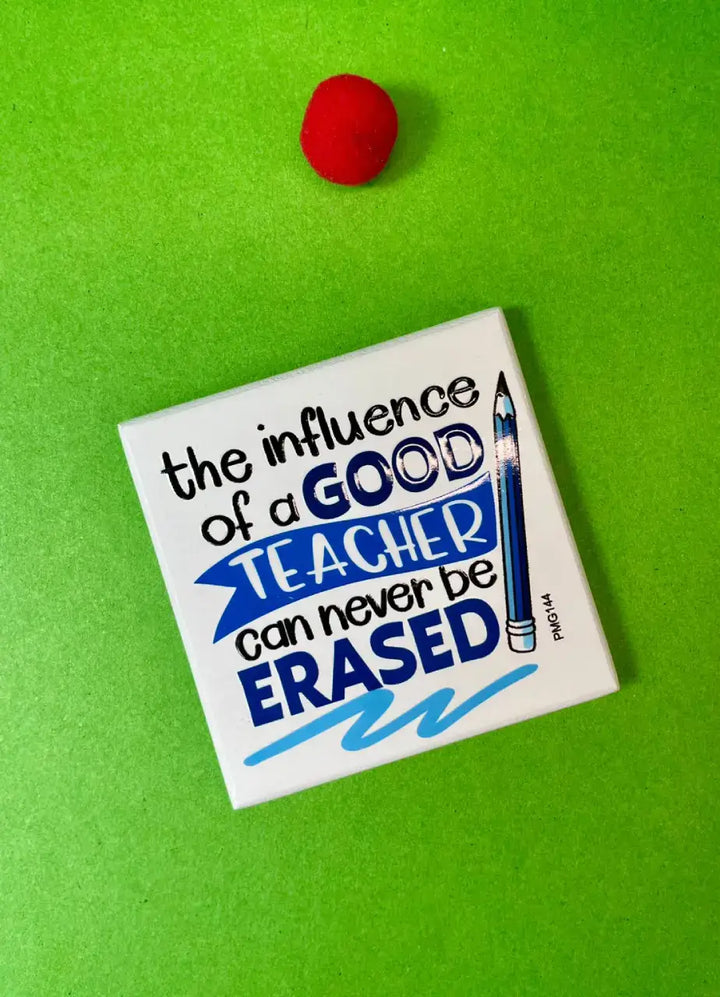 the influence
of a GOOD
TEACHER
can never be
ERASED
PMG144